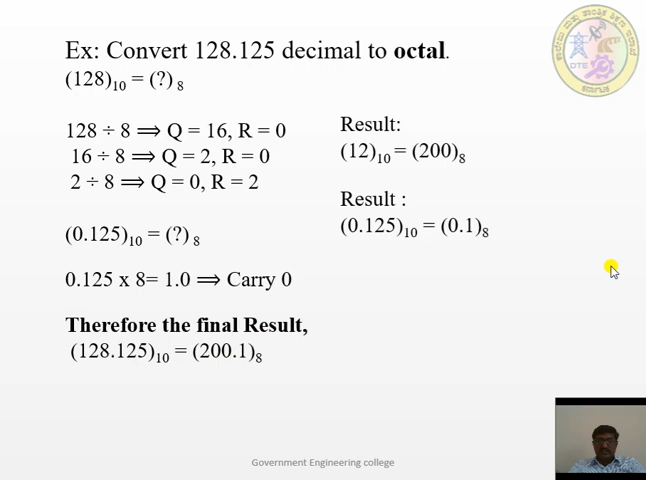 Ex: Convert 128.125 decimal to octal.
(128)₁₀ = (?) ₈
128 ÷ 8 ⟹ Q = 16, R = 0
16 ÷ 8 ⟹ Q = 2, R = 0
2 ÷ 8 ⟹ Q = 0, R = 2
(0.125)₁₀ = (?) ₈
0.125 x 8= 1.0 ⟹ Carry 0
Therefore the final Result,
(128.125)₁₀ = (200.1)₈
Result:
(12)₁₀ = (200)₈
Result :
(0.125)₁₀ = (0.1)₈
DTE
Government Engineering college